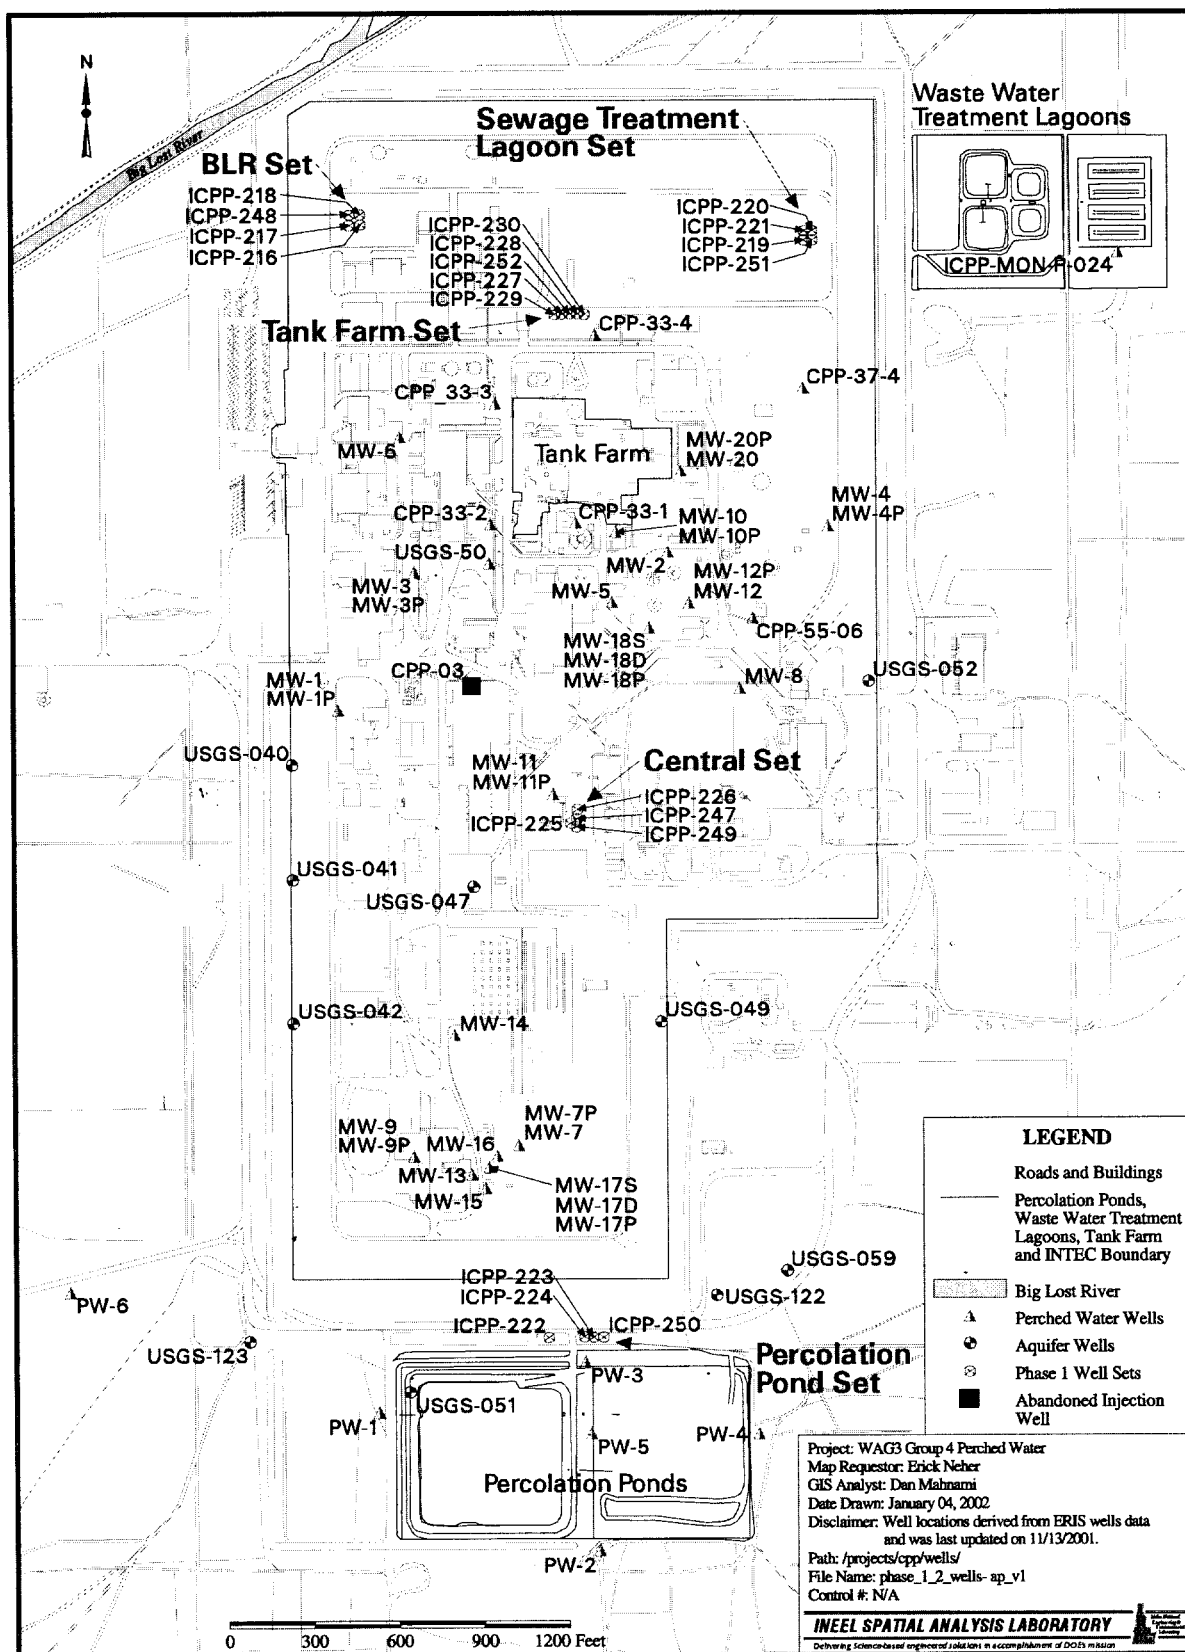 N
Big Lost River
Waste Water
Treatment Lagoons
Sewage Treatment
Lagoon Set
BLR Set
ICPP-218
ICPP-248
ICPP-217
ICPP-216
ICPP-230
ICPP-228
ICPP-252
ICPP-227
ICPP-229
ICPP-220
ICPP-221
ICPP-219
ICPP-251
ICPP-MON-P-024
Tank Farm Set
CPP-33-4
CPP_33-3
CPP-37-4
MW-6
Tank Farm
MW-20P
MW-20
MW-4
MW-4P
CPP-33-2
CPP-33-1
MW-10
MW-10P
USGS-50
MW-2
MW-3
MW-3P
MW-12P
MW-12
MW-5
CPP-55-06
MW-18S
MW-18D
MW-18P
CPP-03
MW-1
MW-1P
MW-8
USGS-052
USGS-040
MW-11
MW-11P
Central Set
ICPP-226
ICPP-247
ICPP-225
ICPP-249
USGS-041
USGS-047
USGS-042
MW-14
USGS-049
MW-9
MW-9P
MW-7P
MW-7
MW-16
MW-13
MW-15
MW-17S
MW-17D
MW-17P
USGS-059
ICPP-223
ICPP-224
USGS-122
PW-6
ICPP-222
ICPP-250
USGS-123
Percolation
Pond Set
PW-3
USGS-051
PW-1
PW-5
PW-4
Percolation Ponds
PW-2
0 300 600 900 1200 Feet
LEGEND
Roads and Buildings
Percolation Ponds,
Waste Water Treatment
Lagoons, Tank Farm
and INTEC Boundary
Big Lost River
Perched Water Wells
Aquifer Wells
Phase 1 Well Sets
Abandoned Injection
Well
Project: WAG3 Group 4 Perched Water
Map Requestor: Erick Neher
GIS Analyst: Dan Mahnami
Date Drawn: January 04, 2002
Disclaimer: Well locations derived from ERIS wells data
and was last updated on 11/13/2001.
Path: /projects/cpp/wells/
File Name: phase_1_2_wells- ap_v1
Control #: N/A
INEEL SPATIAL ANALYSIS LABORATORY
Delivering Science-based engineered solutions in accomplishment of DOE's mission